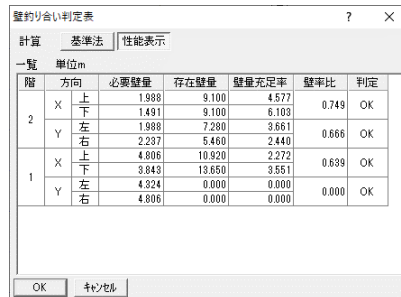 壁釣り合い判定表 ? ×
計算 基準法 性能表示
一覧 単位m
階 方向 必要壁量 存在壁量 壁量充足率 壁率比 判定
2 X 上 1.988 9.100 4.577 0.749 OK
下 1.491 9.100 6.103
Y 左 1.988 7.280 3.661 0.666 OK
右 2.237 5.460 2.440
1 X 上 4.806 10.920 2.272 0.639 OK
下 3.843 13.650 3.551
Y 左 4.324 0.000 0.000 0.000 OK
右 4.806 0.000 0.000
OK キャンセル